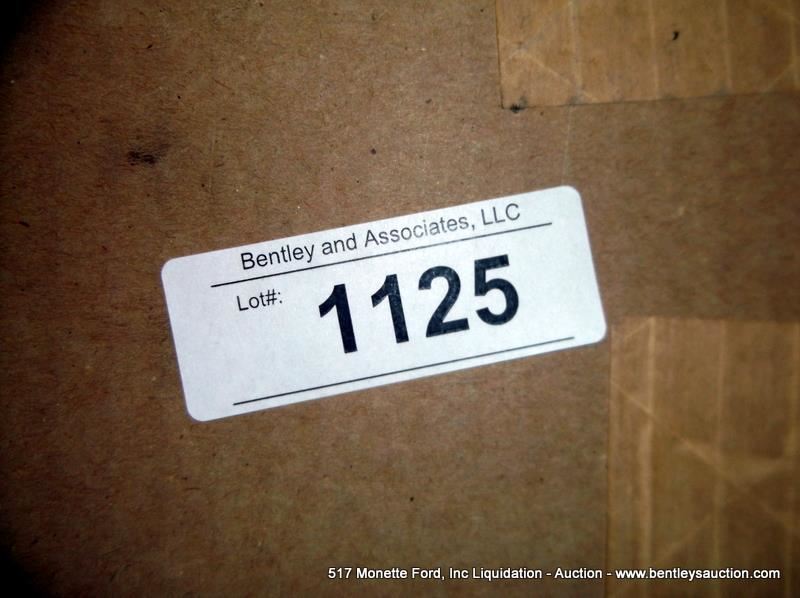 Bentley and Associates, LLC
Lot#: 1125
517 Monette Ford, Inc Liquidation - Auction - www.bentleysauction.com